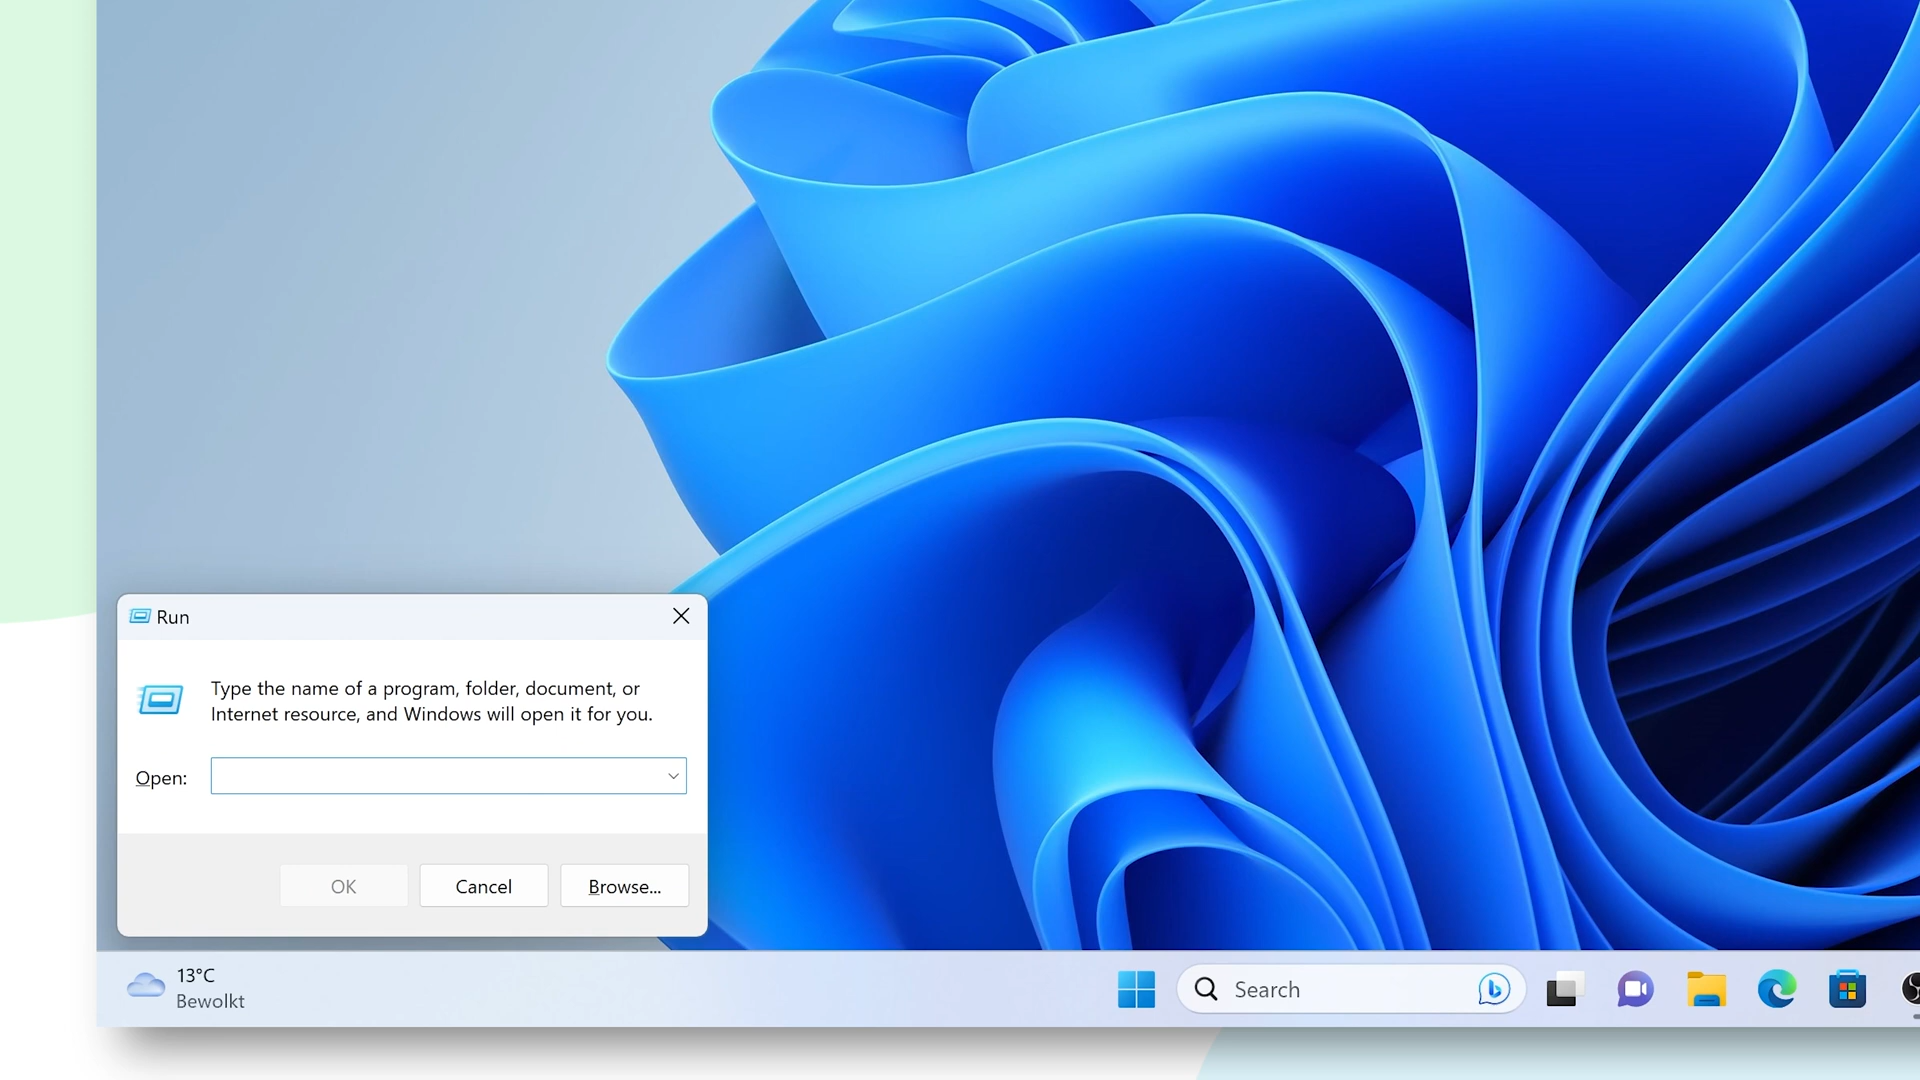 Run
Type the name of a program, folder, document, or
Internet resource, and Windows will open it for you.
Open:
OK
Cancel
Browse...
13°C
Bewolkt
Search